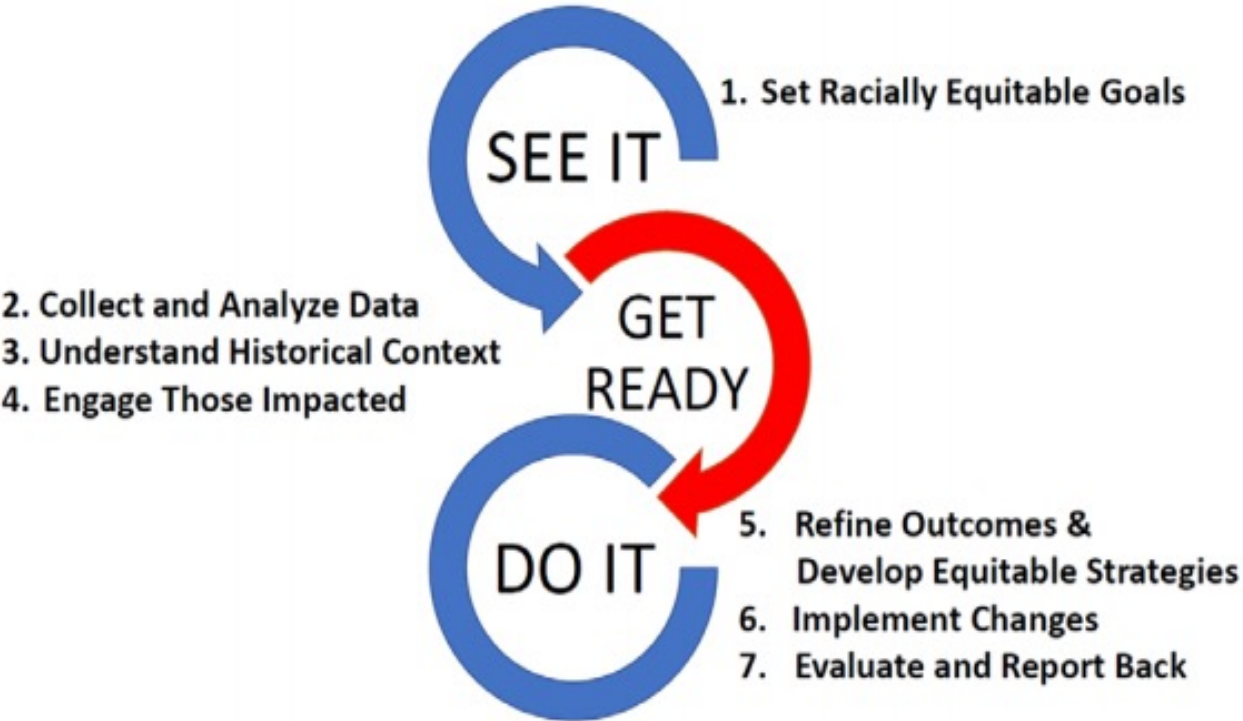 SEE IT
1. Set Racially Equitable Goals
GET
READY
2. Collect and Analyze Data
3. Understand Historical Context
4. Engage Those Impacted
DO IT
5. Refine Outcomes &
Develop Equitable Strategies
6. Implement Changes
7. Evaluate and Report Back